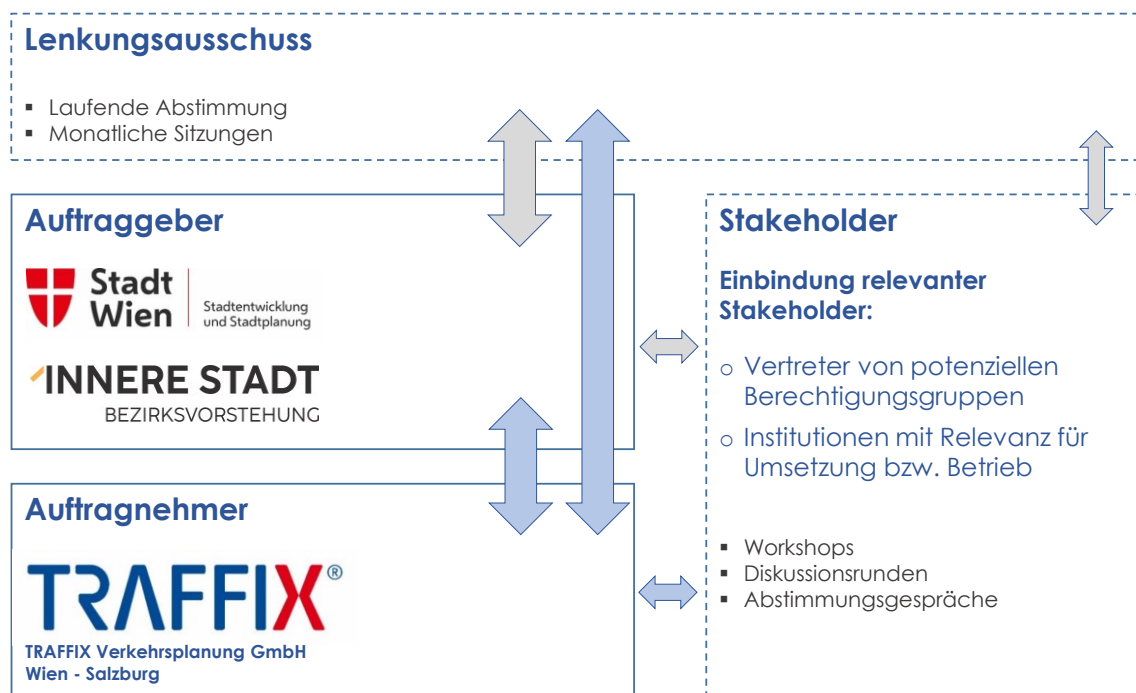 Lenkungsausschuss
▪ Laufende Abstimmung
▪ Monatliche Sitzungen
Auftraggeber
Stadt
Wien
Stadtentwicklung
und Stadtplanung
INNERE STADT
BEZIRKSVORSTEHUNG
Auftragnehmer
TRAFFIX®
TRAFFIX Verkehrsplanung GmbH
Wien - Salzburg
Stakeholder
Einbindung relevanter
Stakeholder:
o Vertreter von potenziellen
Berechtigungsgruppen
o Institutionen mit Relevanz für
Umsetzung bzw. Betrieb
▪ Workshops
▪ Diskussionsrunden
▪ Abstimmungsgespräche